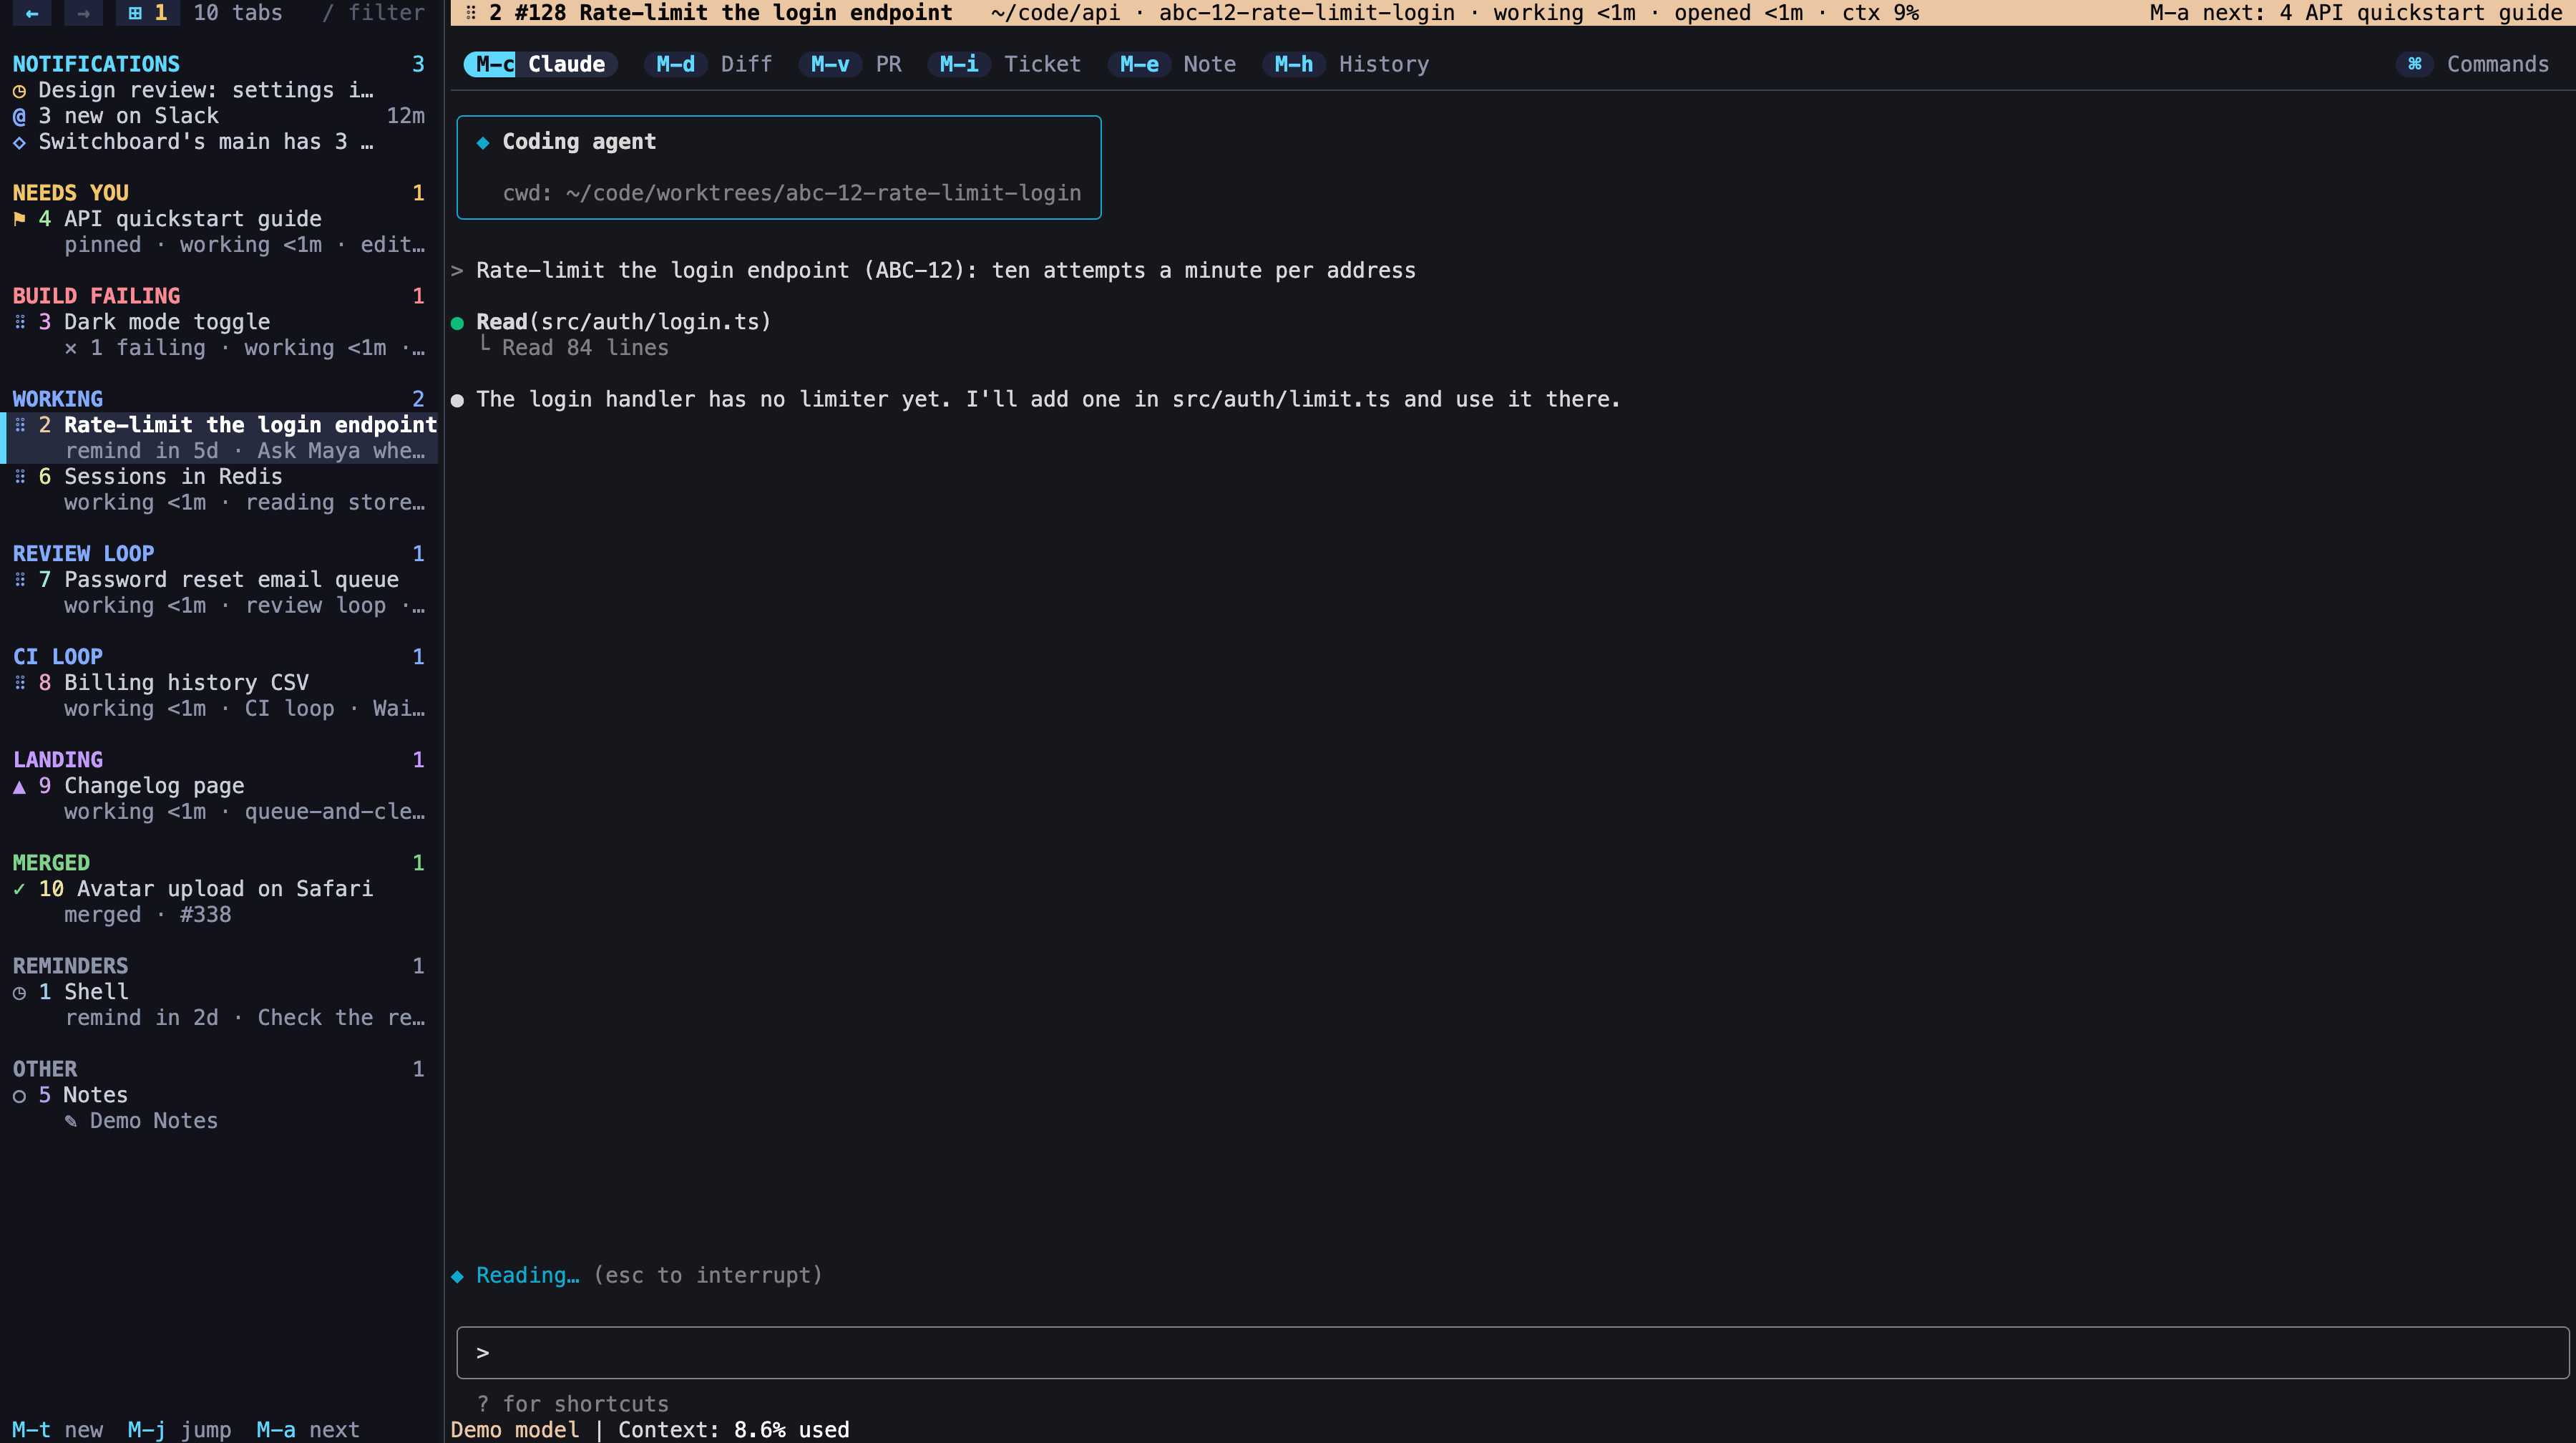 ← → ⊞ 1 10 tabs / filter
NOTIFICATIONS 3
◷ Design review: settings i…
@ 3 new on Slack 12m
◇ Switchboard's main has 3 …
NEEDS YOU 1
⚑ 4 API quickstart guide
pinned · working <1m · edit…
BUILD FAILING 1
⠿ 3 Dark mode toggle
× 1 failing · working <1m ·…
WORKING 2
⠿ 2 Rate-limit the login endpoint
remind in 5d · Ask Maya whe…
⠿ 6 Sessions in Redis
working <1m · reading store…
REVIEW LOOP 1
⠿ 7 Password reset email queue
working <1m · review loop ·…
CI LOOP 1
⠿ 8 Billing history CSV
working <1m · CI loop · Wai…
LANDING 1
▲ 9 Changelog page
working <1m · queue-and-cle…
MERGED 1
✓ 10 Avatar upload on Safari
merged · #338
REMINDERS 1
◷ 1 Shell
remind in 2d · Check the re…
OTHER 1
○ 5 Notes
✎ Demo Notes
M-t new M-j jump M-a next
⠿ 2 #128 Rate-limit the login endpoint ~/code/api · abc-12-rate-limit-login · working <1m · opened <1m · ctx 9% M-a next: 4 API quickstart guide
M-c Claude M-d Diff M-v PR M-i Ticket M-e Note M-h History ⌘ Commands
◆ Coding agent
cwd: ~/code/worktrees/abc-12-rate-limit-login
> Rate-limit the login endpoint (ABC-12): ten attempts a minute per address
● Read(src/auth/login.ts)
└ Read 84 lines
● The login handler has no limiter yet. I'll add one in src/auth/limit.ts and use it there.
◆ Reading… (esc to interrupt)
>
? for shortcuts
Demo model | Context: 8.6% used